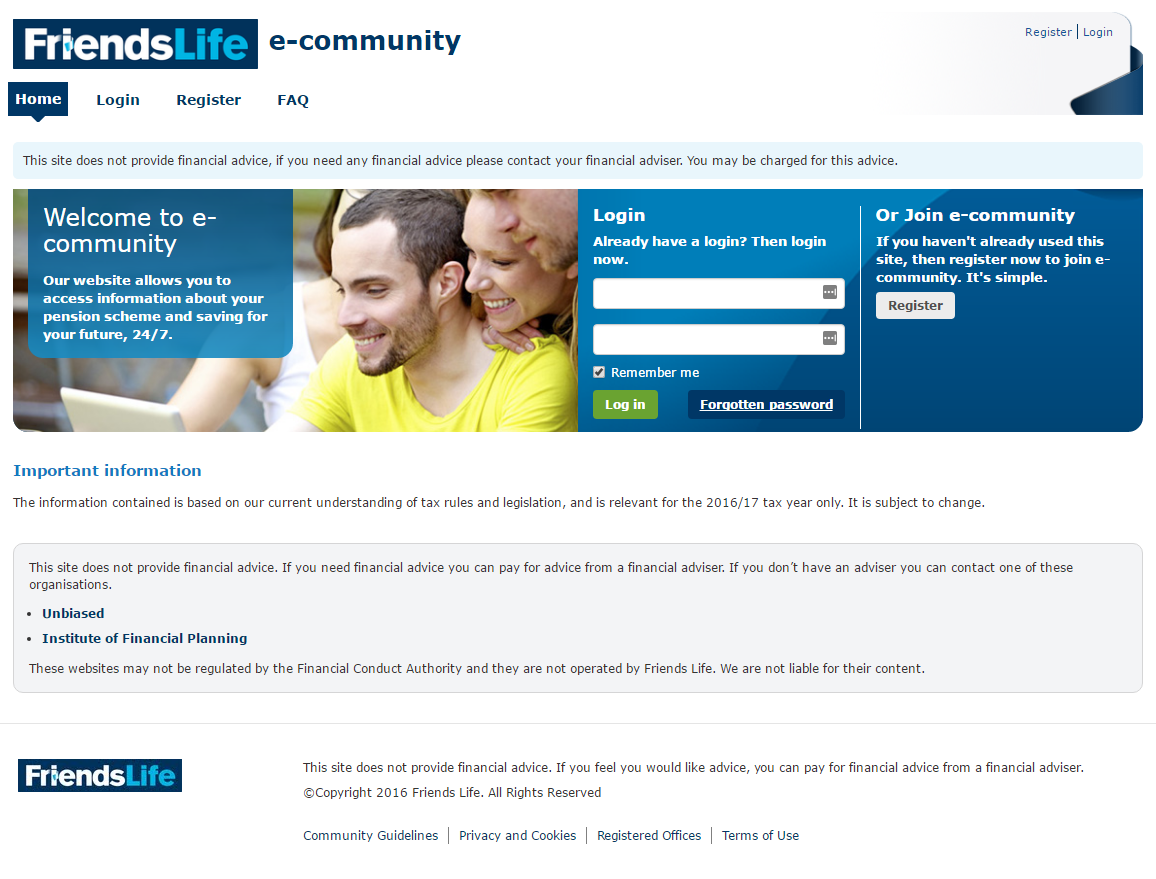 FriendsLife e-community
Register | Login
Home Login Register FAQ
This site does not provide financial advice, if you need any financial advice please contact your financial adviser. You may be charged for this advice.
Welcome to e-
community
Our website allows you to
access information about your
pension scheme and saving for
your future, 24/7.
Login
Already have a login? Then login
now.
Remember me
Log in Forgotten password
Or Join e-community
If you haven't already used this
site, then register now to join e-
community. It's simple.
Register
Important information
The information contained is based on our current understanding of tax rules and legislation, and is relevant for the 2016/17 tax year only. It is subject to change.
This site does not provide financial advice. If you need financial advice you can pay for advice from a financial adviser. If you don’t have an adviser you can contact one of these
organisations.
• Unbiased
• Institute of Financial Planning
These websites may not be regulated by the Financial Conduct Authority and they are not operated by Friends Life. We are not liable for their content.
FriendsLife
This site does not provide financial advice. If you feel you would like advice, you can pay for financial advice from a financial adviser.
©Copyright 2016 Friends Life. All Rights Reserved
Community Guidelines | Privacy and Cookies | Registered Offices | Terms of Use